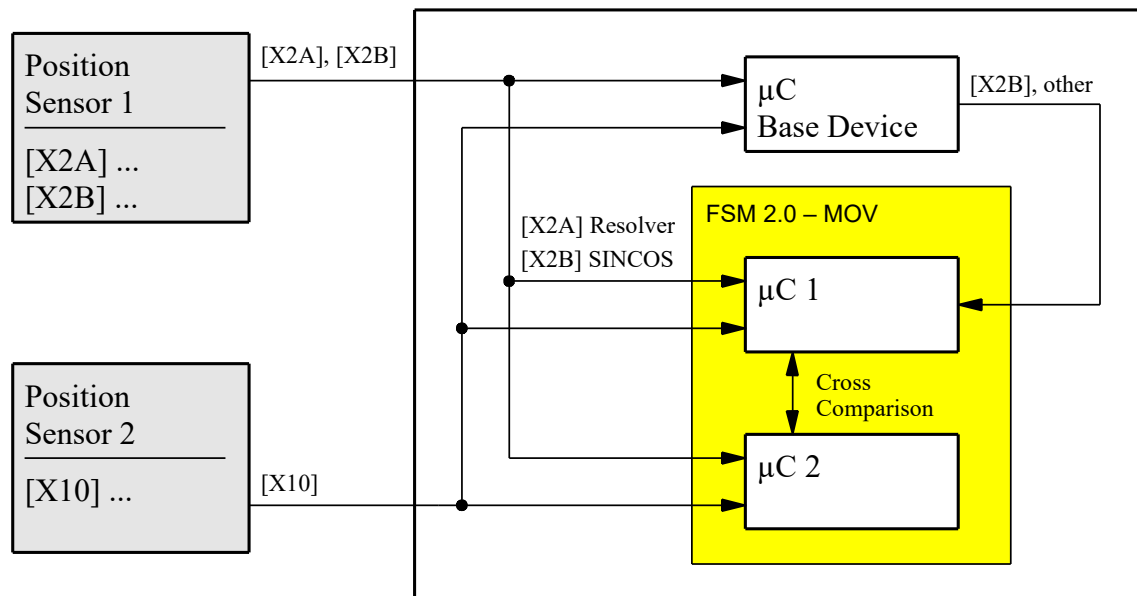 Position
Sensor 1
[X2A] ...
[X2B] ...
[X2A], [X2B]
µC
Base Device
[X2B], other
FSM 2.0 – MOV
[X2A] Resolver
[X2B] SINCOS
µC 1
Cross
Comparison
µC 2
Position
Sensor 2
[X10] ...
[X10]